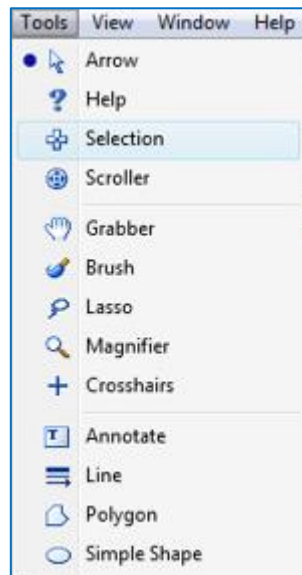 Tools View Window Help
Arrow
Help
Selection
Scroller
Grabber
Brush
Lasso
Magnifier
Crosshairs
Annotate
Line
Polygon
Simple Shape